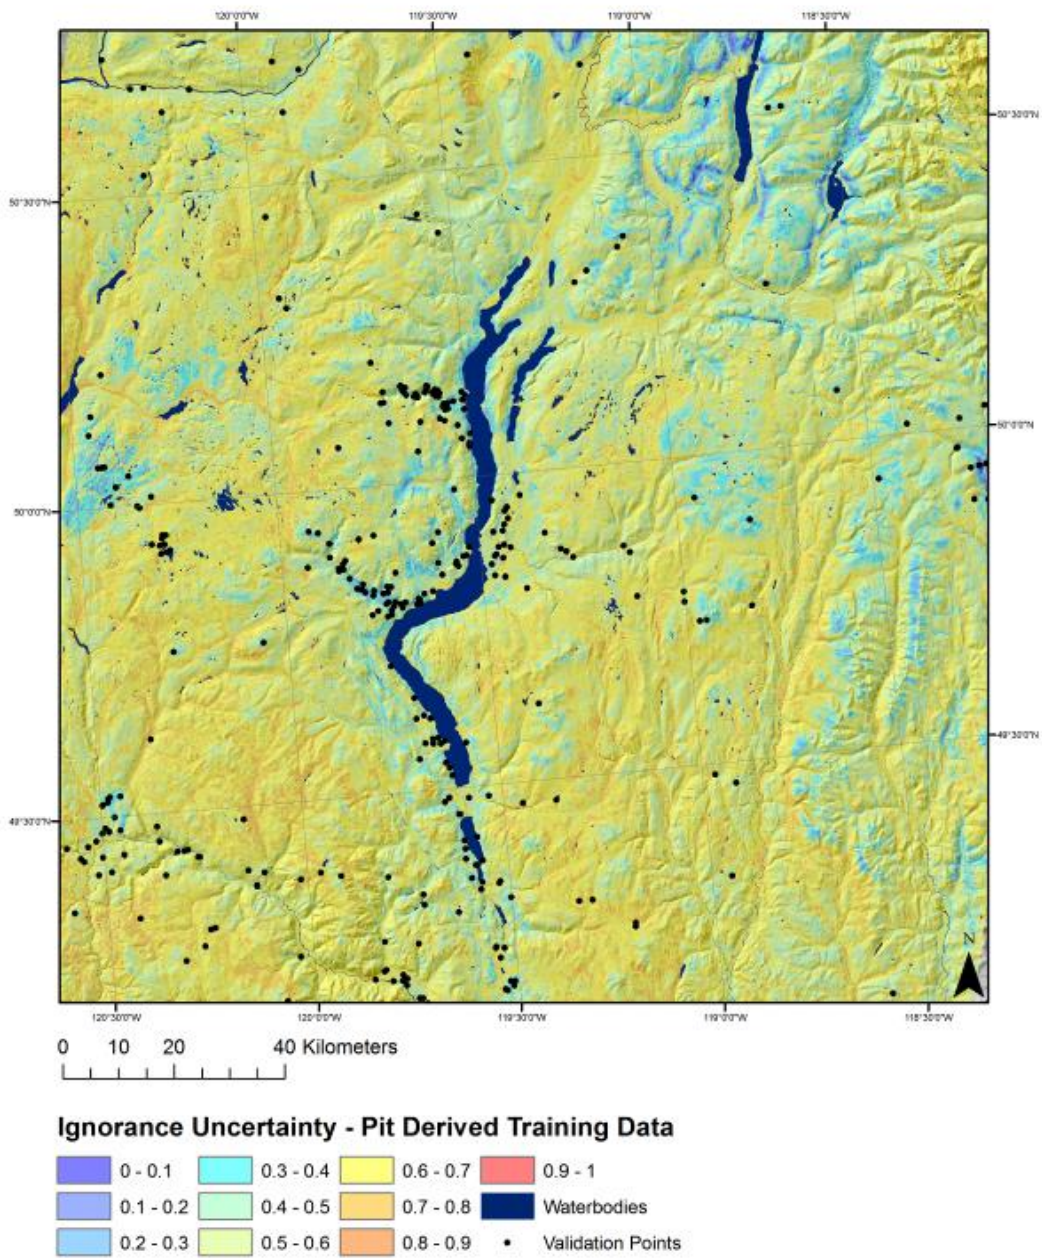 120°0'0"W 119°30'0"W 119°0'0"W 118°30'0"W
50°30'0"N
50°30'0"N
50°0'0"N
50°0'0"N
49°30'0"N
49°30'0"N
N
120°30'0"W 120°0'0"W 119°30'0"W 119°0'0"W 118°30'0"W
0 10 20 40 Kilometers
Ignorance Uncertainty - Pit Derived Training Data
0 - 0.1 0.3 - 0.4 0.6 - 0.7 0.9 - 1
0.1 - 0.2 0.4 - 0.5 0.7 - 0.8 Waterbodies
0.2 - 0.3 0.5 - 0.6 0.8 - 0.9 Validation Points